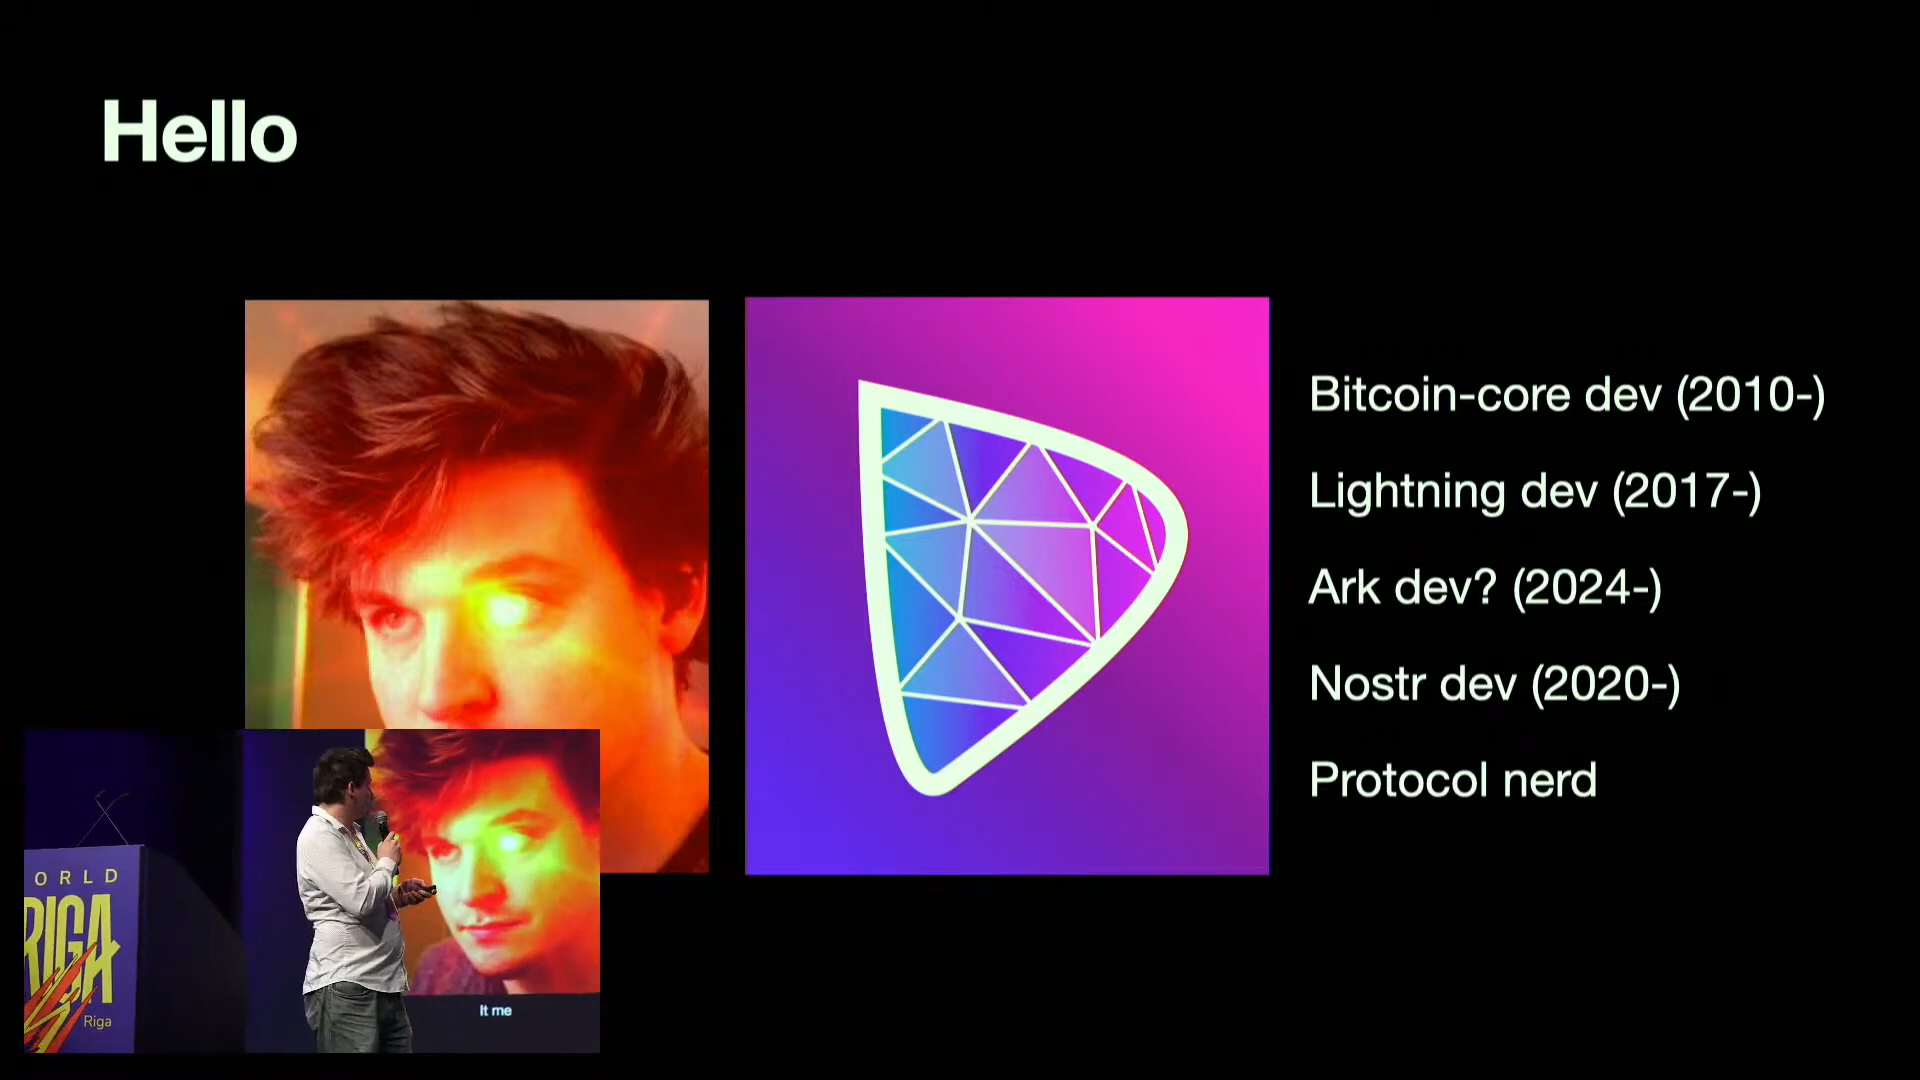 Hello
Bitcoin-core dev (2010-)
Lightning dev (2017-)
Ark dev? (2024-)
Nostr dev (2020-)
Protocol nerd
ORLD
RIGA
Riga
It me